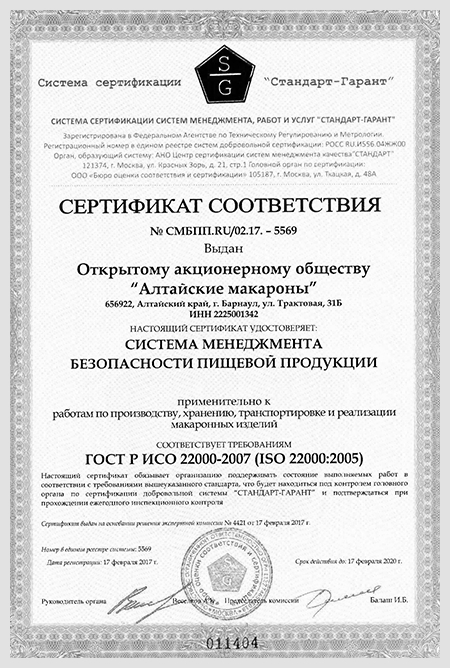 S
G
Система сертификации "Стандарт-Гарант"
СИСТЕМА СЕРТИФИКАЦИИ СИСТЕМ МЕНЕДЖМЕНТА, РАБОТ И УСЛУГ "СТАНДАРТ-ГАРАНТ"
Зарегистрирована в Федеральном Агентстве по Техническому Регулированию и Метрологии.
Регистрационный номер в едином реестре систем добровольной сертификации: РОСС RU.И556.04ЖЖ00
Орган, образующий систему: АНО Центр сертификации систем менеджмента качества"СТАНДАРТ"
121374, г. Москва, ул. Красных Зорь, д. 21, стр.1 Головной орган по сертификации:
ООО «Бюро оценки соответствия и сертификации» 105187, г. Москва, ул. Ткацкая, д. 48А
СЕРТИФИКАТ СООТВЕТСТВИЯ
№ СМБПП.RU/02.17. – 5569
Выдан
Открытому акционерному обществу
"Алтайские макароны"
656922, Алтайский край, г. Барнаул, ул. Трактовая, 31Б
ИНН 2225001342
НАСТОЯЩИЙ СЕРТИФИКАТ УДОСТОВЕРЯЕТ:
СИСТЕМА МЕНЕДЖМЕНТА
БЕЗОПАСНОСТИ ПИЩЕВОЙ ПРОДУКЦИИ
применительно к
работам по производству, хранению, транспортировке и реализации
макаронных изделий
СООТВЕТСТВУЕТ ТРЕБОВАНИЯМ
ГОСТ Р ИСО 22000-2007 (ISO 22000:2005)
Настоящий сертификат обязывает организацию поддерживать состояние выполняемых работ в
соответствии с требованиями вышеуказанного стандарта, что будет находиться под контролем головного
органа по сертификации добровольной системы "СТАНДАРТ-ГАРАНТ" и подтверждаться при
прохождении ежегодного инспекционного контроля
Сертификат выдан на основании решения экспертной комиссии № 4421 от 17 февраля 2017 г.
Номер в едином реестре системы: 5569
Дата регистрации: 17 февраля 2017 г. Срок действия до: 17 февраля 2020 г.
Руководитель органа Председатель комиссии Балаш И.Б.
011404